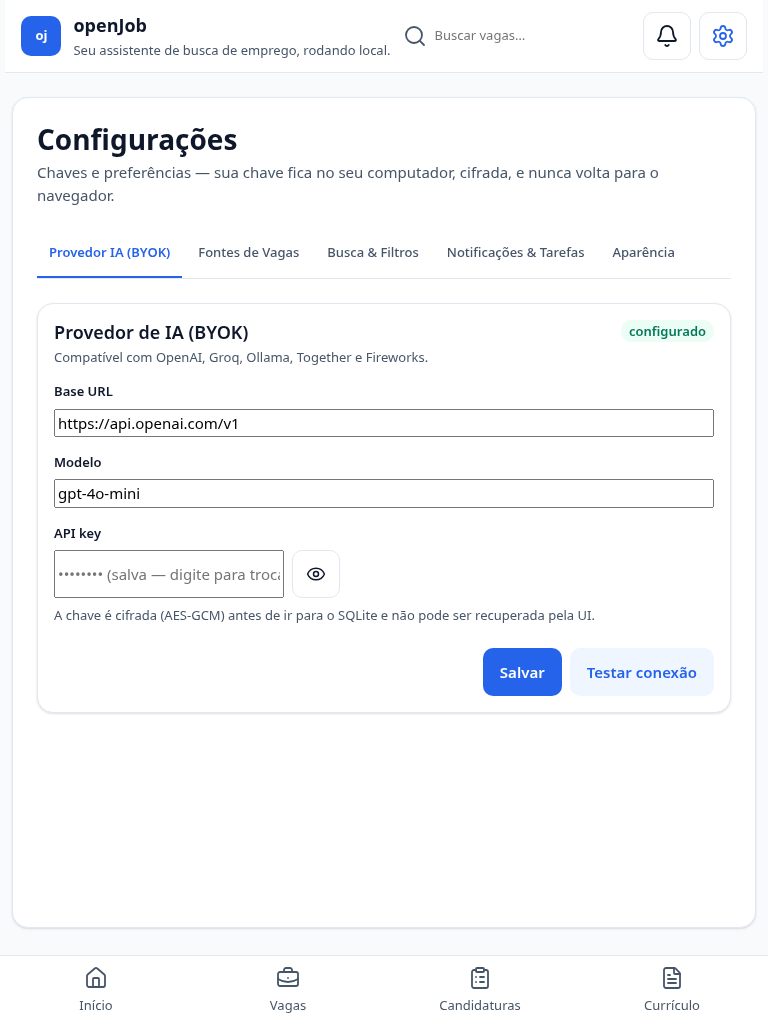 oj
openJob
Seu assistente de busca de emprego, rodando local.
Buscar vagas...
Configurações
Chaves e preferências — sua chave fica no seu computador, cifrada, e nunca volta para o
navegador.
Provedor IA (BYOK)
Fontes de Vagas
Busca & Filtros
Notificações & Tarefas
Aparência
Provedor de IA (BYOK)
configurado
Compatível com OpenAI, Groq, Ollama, Together e Fireworks.
Base URL
https://api.openai.com/v1
Modelo
gpt-4o-mini
API key
•••••••• (salva — digite para troca
A chave é cifrada (AES-GCM) antes de ir para o SQLite e não pode ser recuperada pela UI.
Salvar
Testar conexão
Início
Vagas
Candidaturas
Currículo